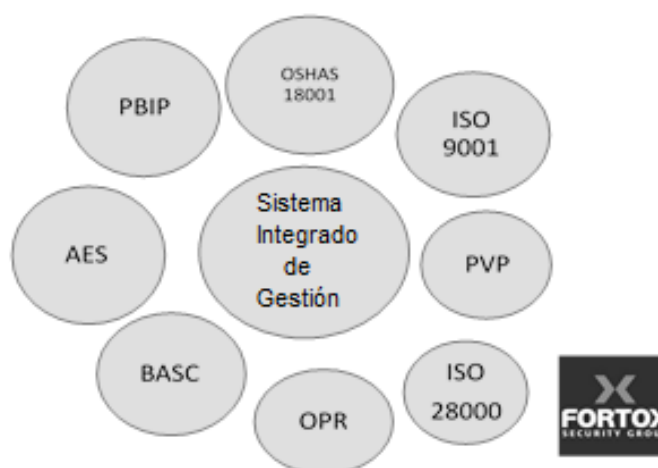 OSHAS
18001
PBIP
ISO
9001
Sistema
Integrado
de
Gestión
AES
PVP
BASC
ISO
28000
OPR
FORTOX
SECURITY GROUP